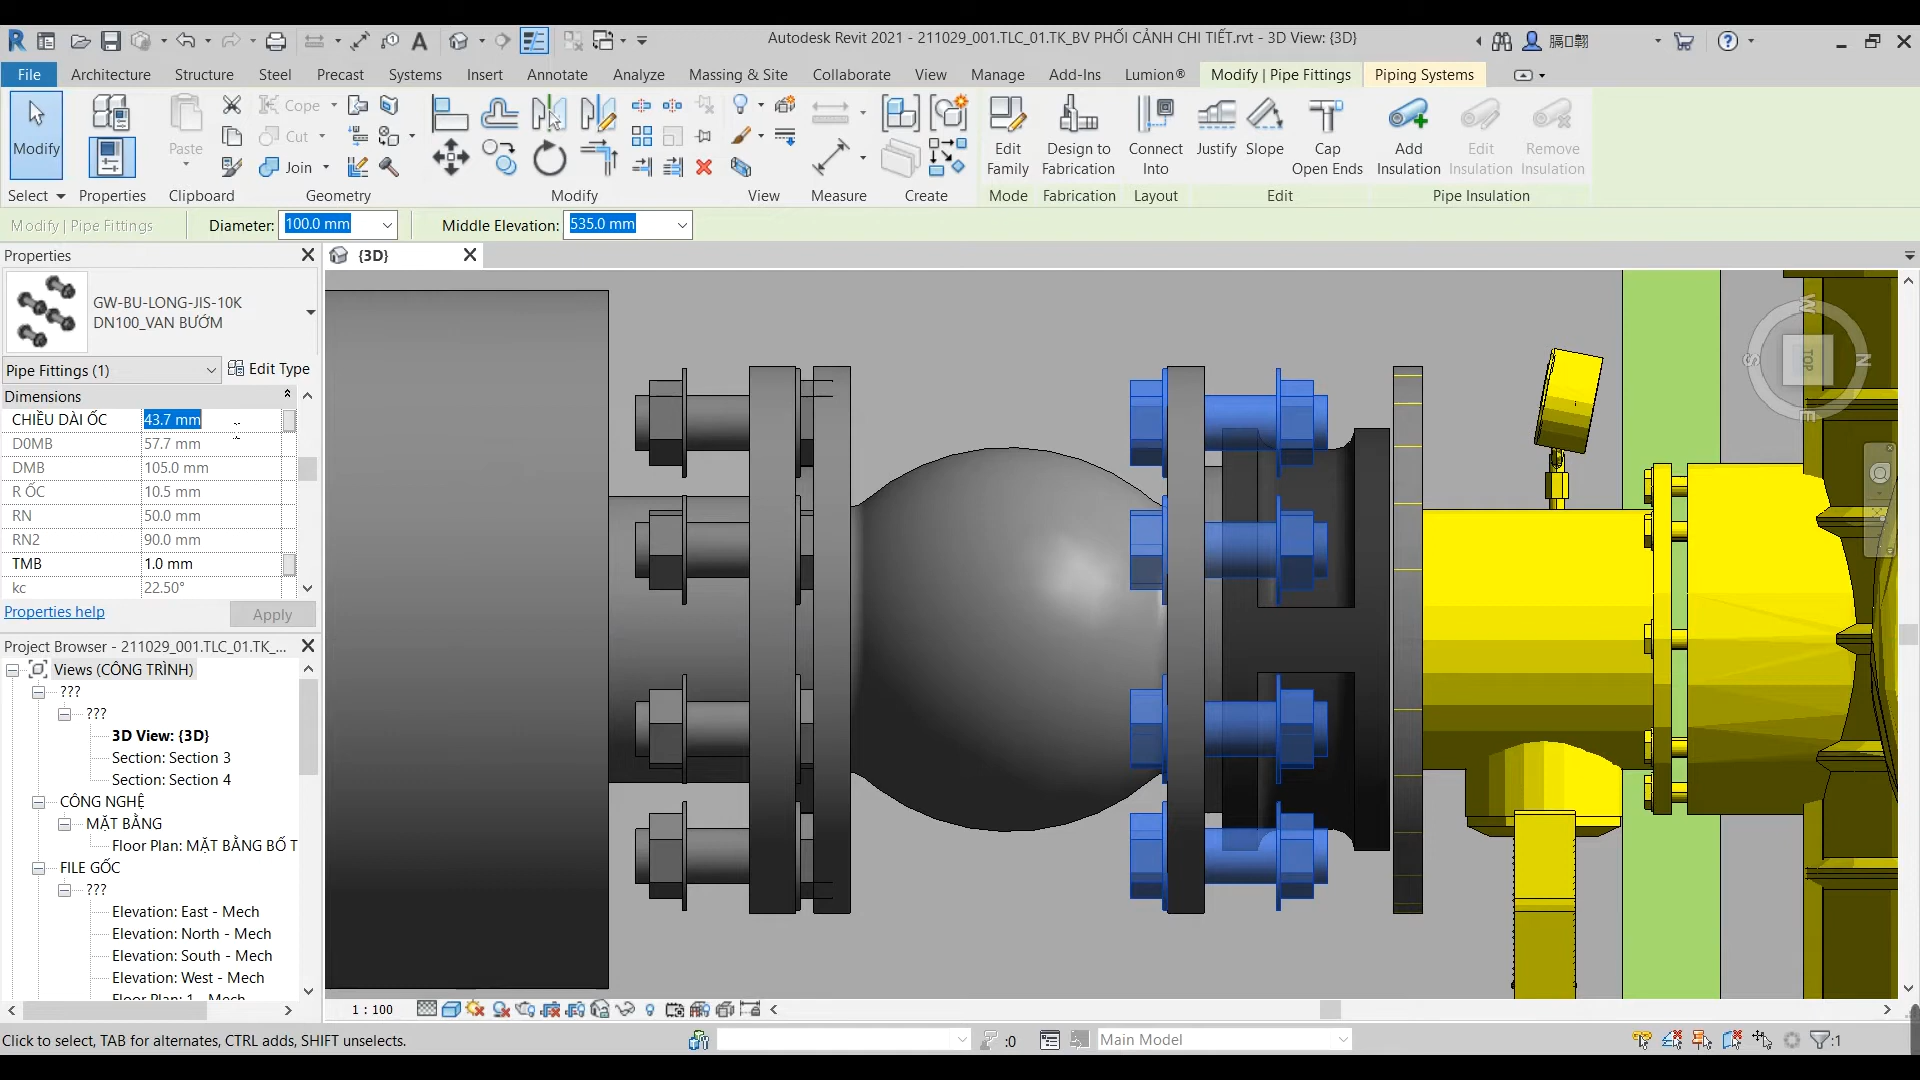 Autodesk Revit 2021 - 211029_001.TLC_01.TK_BV PHỐI CẢNH CHI TIẾT.rvt - 3D View: {3D}
File Architecture Structure Steel Precast Systems Insert Annotate Analyze Massing & Site Collaborate View Manage Add-Ins Lumion® Modify | Pipe Fittings Piping Systems
Modify
Paste
Cope
Cut
Join
Edit Family
Design to Fabrication
Connect Into
Justify
Slope
Cap Open Ends
Add Insulation
Edit Insulation
Remove Insulation
Select Properties Clipboard Geometry Modify View Measure Create Mode Fabrication Layout Edit Pipe Insulation
Modify | Pipe Fittings Diameter: 100.0 mm Middle Elevation: 535.0 mm
Properties
{3D}
GW-BU-LONG-JIS-10K
DN100_VAN BƯỚM
Pipe Fittings (1) Edit Type
Dimensions
CHIỀU DÀI ỐC 43.7 mm
D0MB 57.7 mm
DMB 105.0 mm
R ỐC 10.5 mm
RN 50.0 mm
RN2 90.0 mm
TMB 1.0 mm
kc 22.50°
Properties help Apply
Project Browser - 211029_001.TLC_01.TK_...
Views (CÔNG TRÌNH)
???
???
3D View: {3D}
Section: Section 3
Section: Section 4
CÔNG NGHỆ
MẶT BẰNG
Floor Plan: MẶT BẰNG BỐ T
FILE GỐC
???
Elevation: East - Mech
Elevation: North - Mech
Elevation: South - Mech
Elevation: West - Mech
Floor Plan: 1 - Mech
TOP
W
N
E
S
1 : 100
Click to select, TAB for alternates, CTRL adds, SHIFT unselects.
:0
Main Model
:1